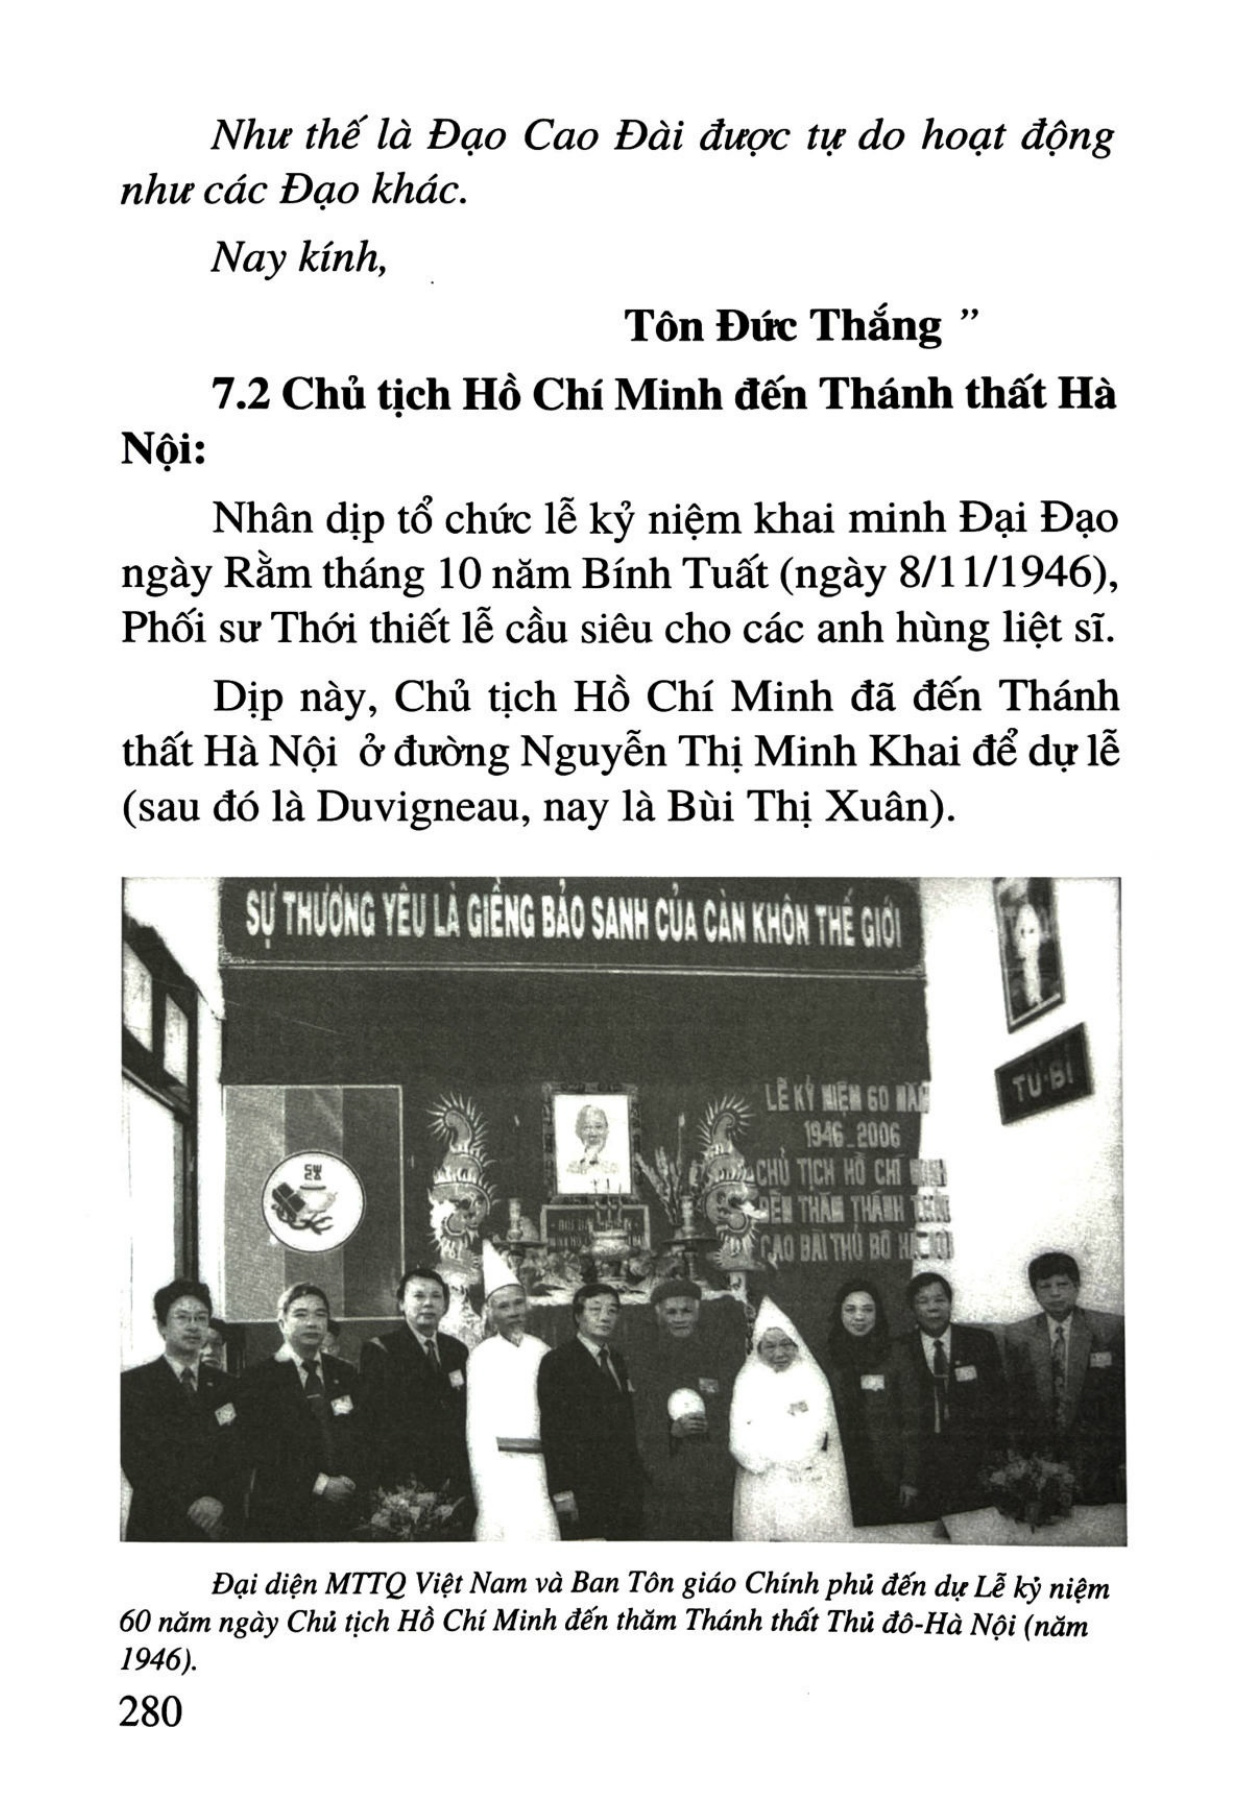 Như thế là Đạo Cao Đài được tự do hoạt động
như các Đạo khác.
Nay kính,
Tôn Đức Thắng ”
7.2 Chủ tịch Hồ Chí Minh đến Thánh thất Hà
Nội:
Nhân dịp tổ chức lễ kỷ niệm khai minh Đại Đạo
ngày Rằm tháng 10 năm Bính Tuất (ngày 8/11/1946),
Phối sư Thới thiết lễ cầu siêu cho các anh hùng liệt sĩ.
Dịp này, Chủ tịch Hồ Chí Minh đã đến Thánh
thất Hà Nội ở đường Nguyễn Thị Minh Khai để dự lễ
(sau đó là Duvigneau, nay là Bùi Thị Xuân).
SỰ THƯƠNG YÊU LÀ GIỀNG BẢO SANH CỦA CÀN KHÔN THẾ GIỚI
TỪ-BI
LỄ KỶ NIỆM 60 NĂM
1946_2006
CHỦ TỊCH HỒ CHÍ MINH
ĐẾN THĂM THÁNH THẤT
CAO ĐÀI THỦ ĐÔ HÀ NỘI
Đại diện MTTQ Việt Nam và Ban Tôn giáo Chính phủ đến dự Lễ kỷ niệm
60 năm ngày Chủ tịch Hồ Chí Minh đến thăm Thánh thất Thủ đô-Hà Nội (năm
1946).
280